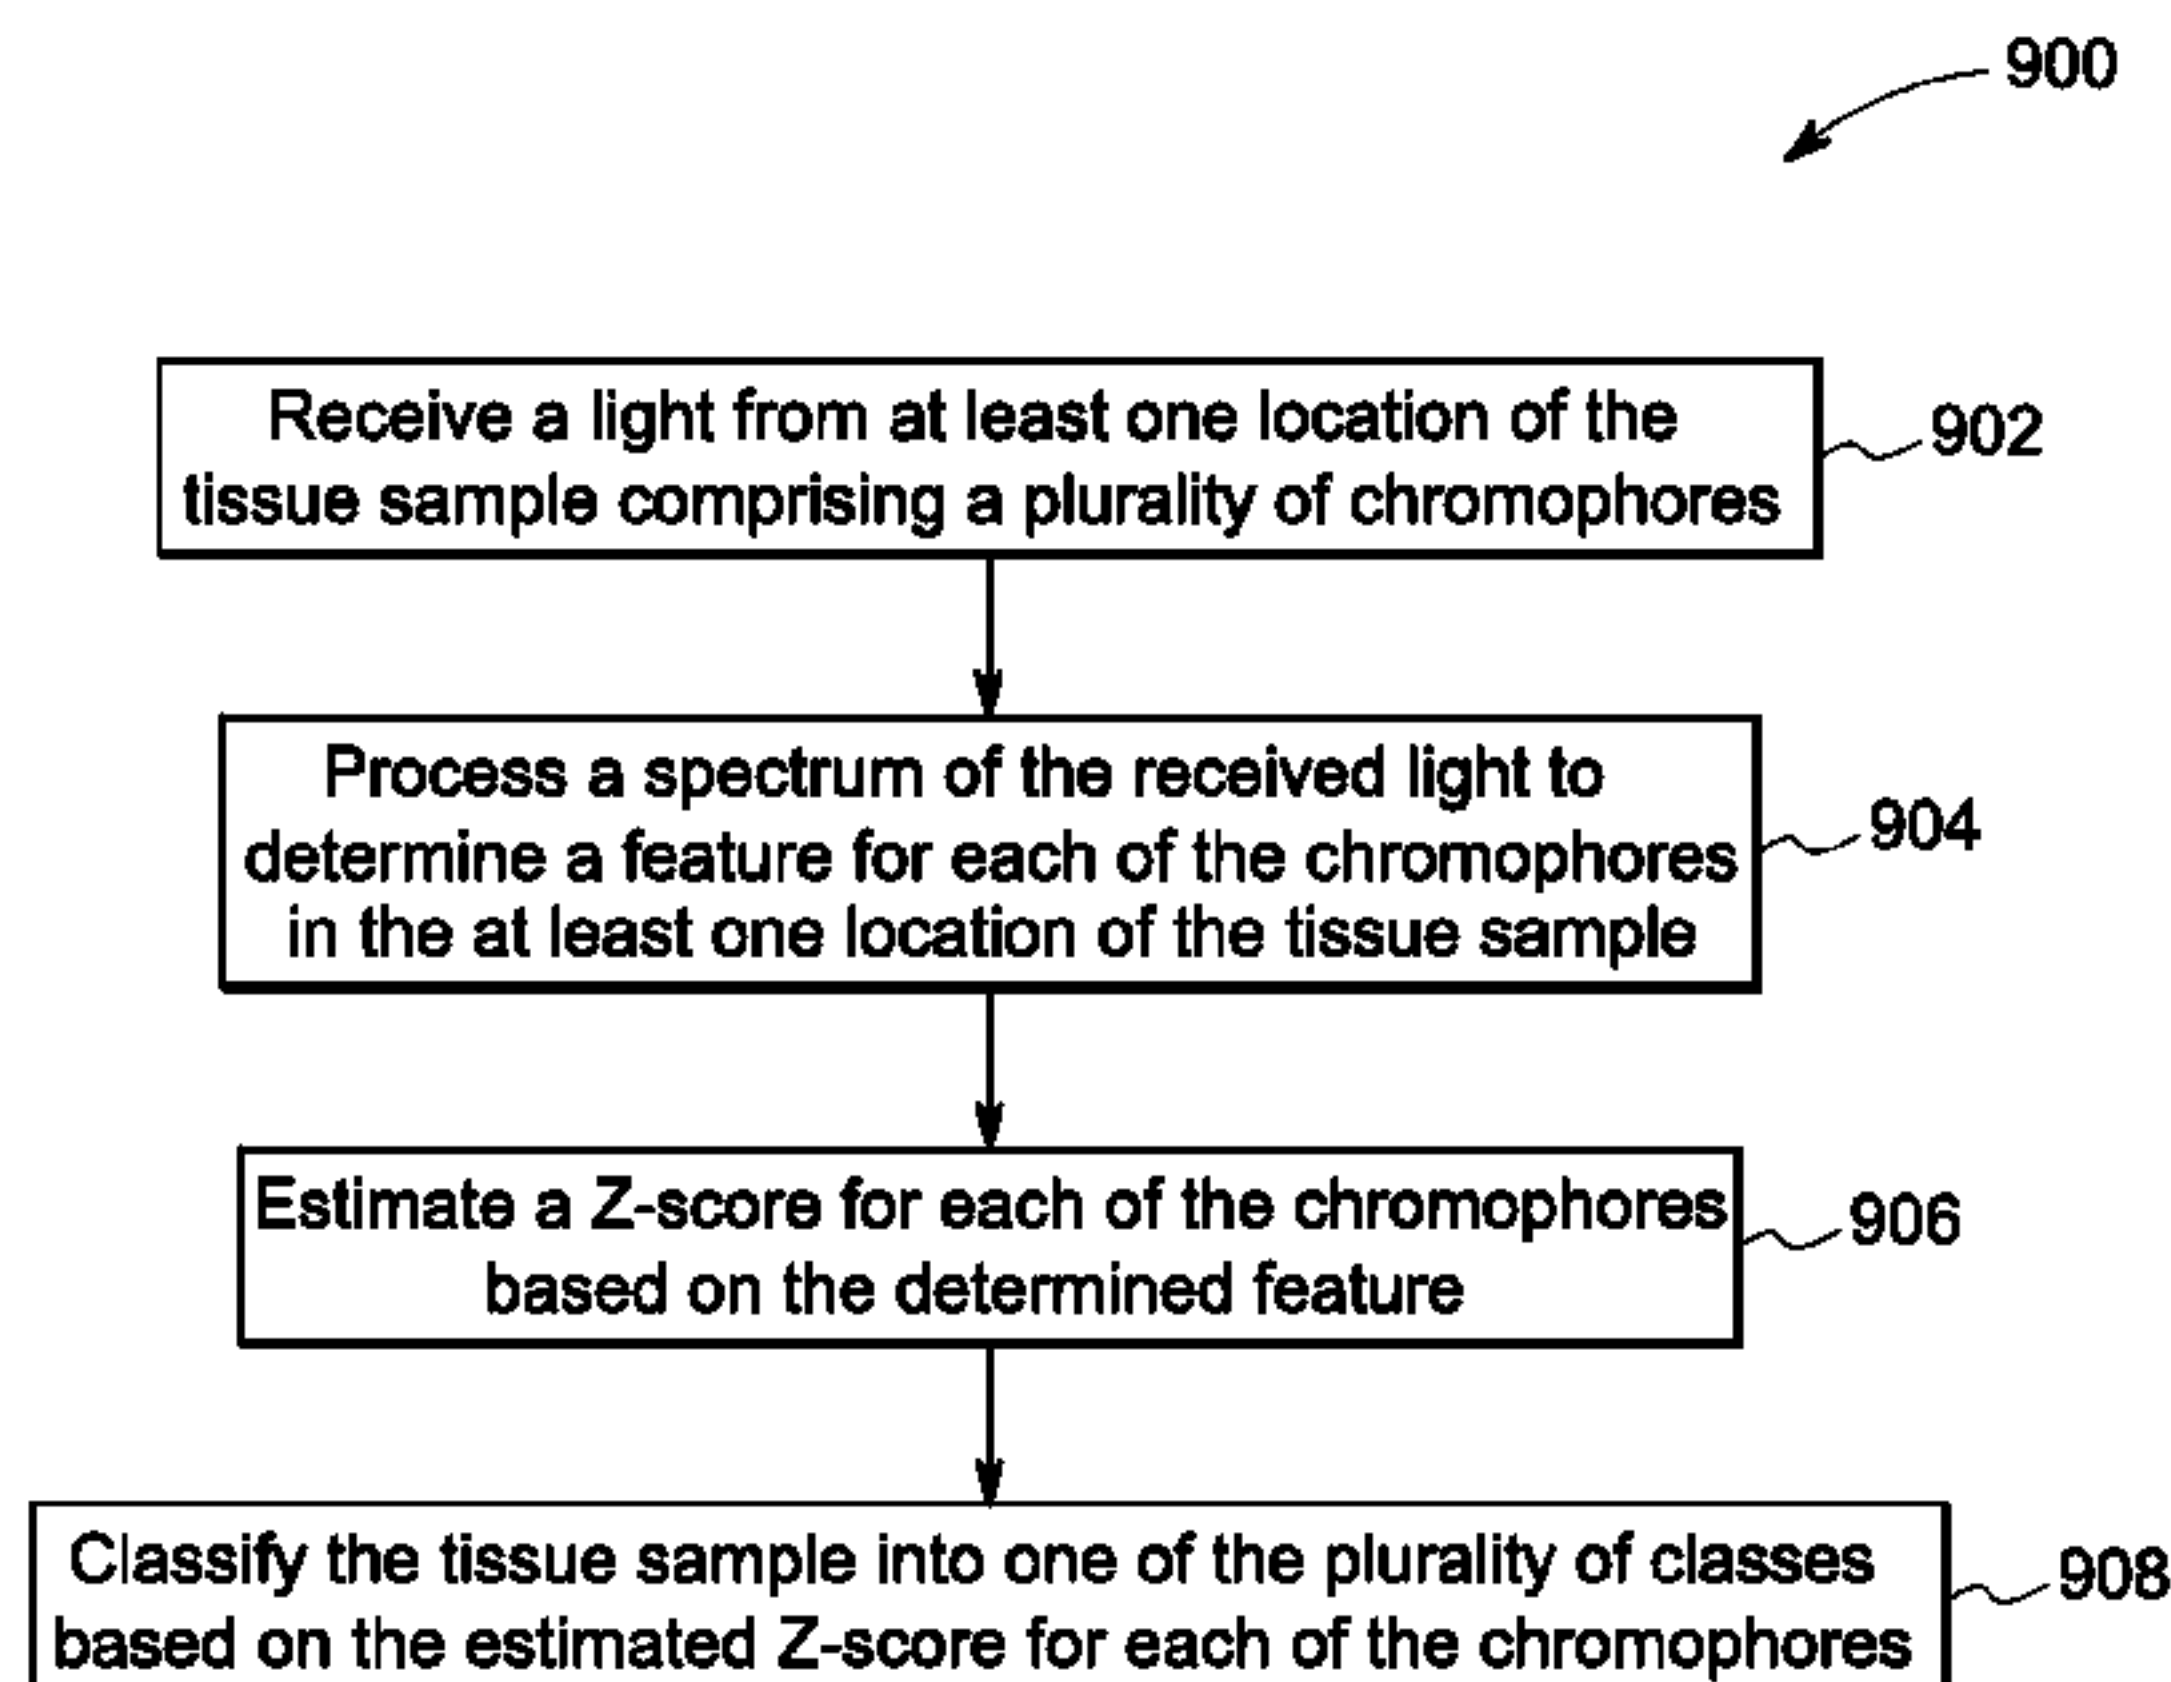 900
Receive a light from at least one location of the
tissue sample comprising a plurality of chromophores
902
Process a spectrum of the received light to
determine a feature for each of the chromophores
in the at least one location of the tissue sample
904
Estimate a Z-score for each of the chromophores
based on the determined feature
906
Classify the tissue sample into one of the plurality of classes
based on the estimated Z-score for each of the chromophores
908